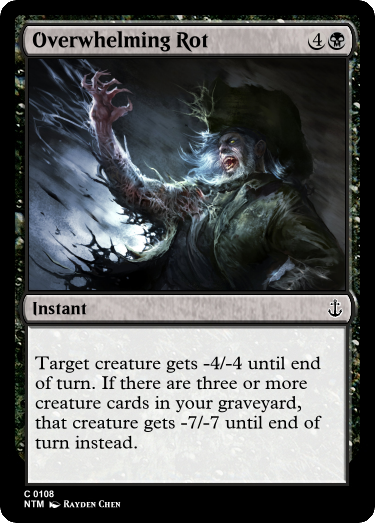 Overwhelming Rot 4
Instant
Target creature gets -4/-4 until end
of turn. If there are three or more
creature cards in your graveyard,
that creature gets -7/-7 until end of
turn instead.
C 0108
NTM Rayden Chen